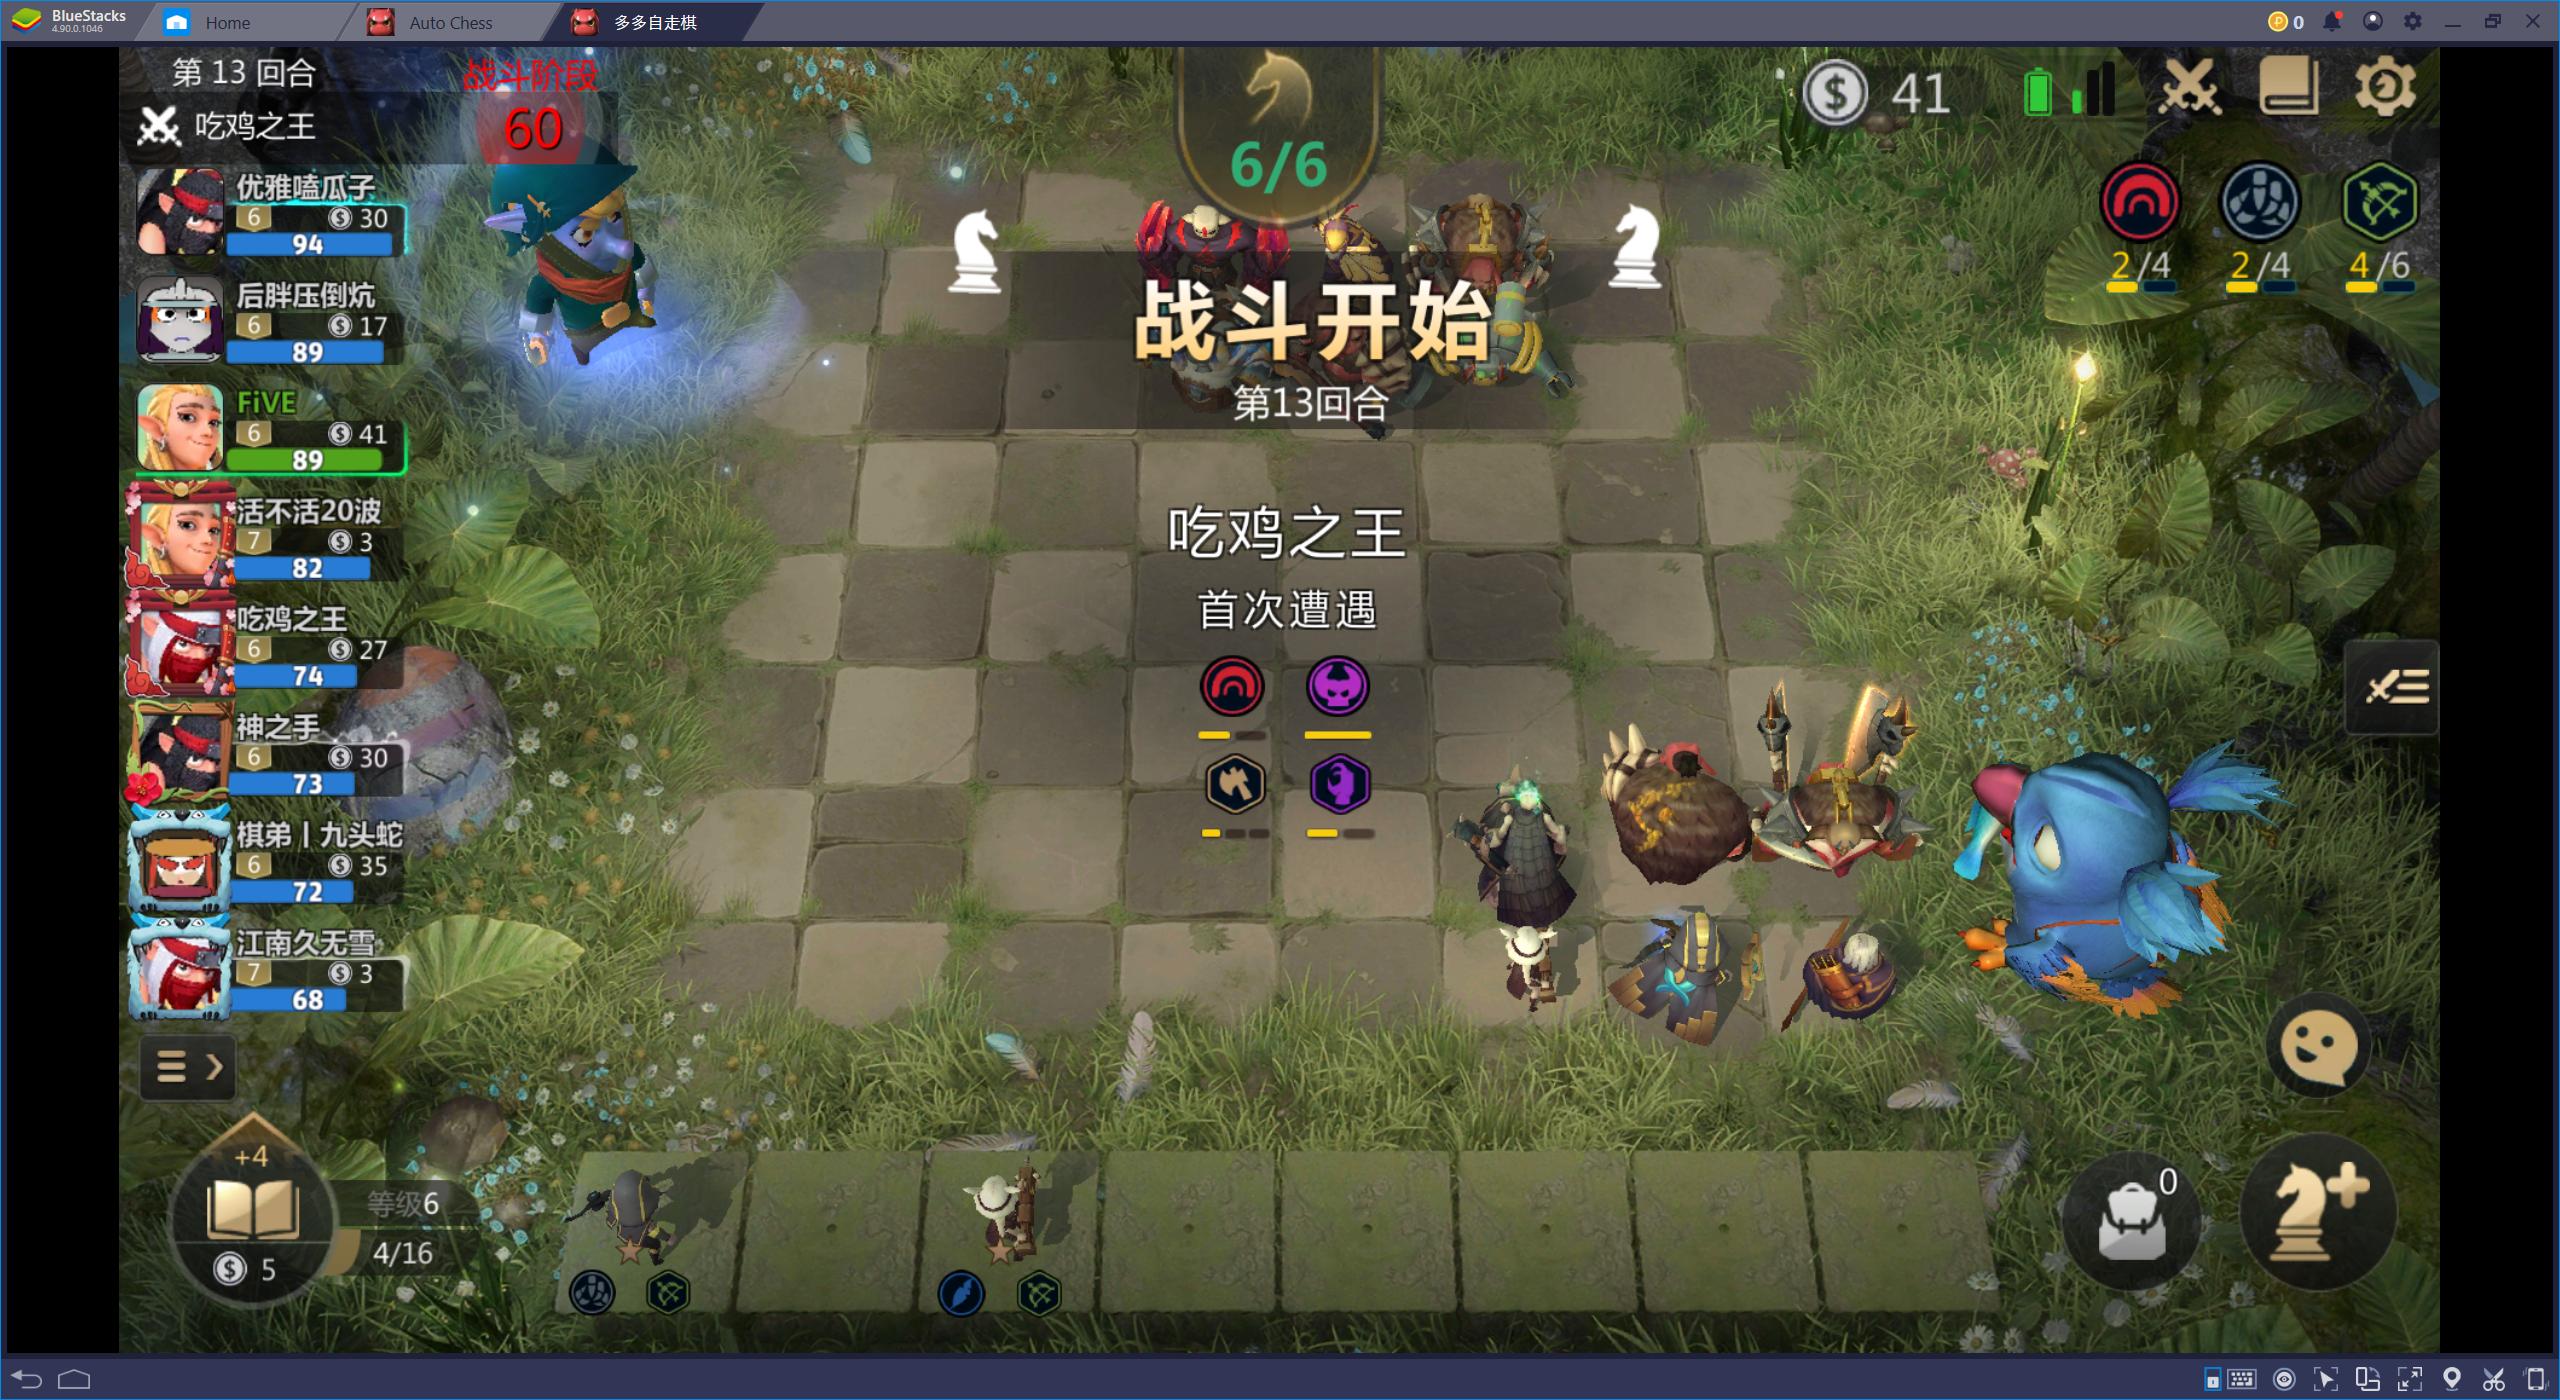 BlueStacks
4.90.0.1046
Home
Auto Chess
多多自走棋
0
第 13 回合
战斗阶段
吃鸡之王
60
6/6
41
优雅嗑瓜子
6 30
94
后胖压倒炕
6 17
89
FiVE
6 41
89
活不活20波
7 3
82
吃鸡之王
6 27
74
神之手
6 30
73
棋弟丨九头蛇
6 35
72
江南久无雪
7 3
68
2/4
2/4
4/6
战斗开始
第13回合
吃鸡之王
首次遭遇
+4
等级6
4/16
5
0